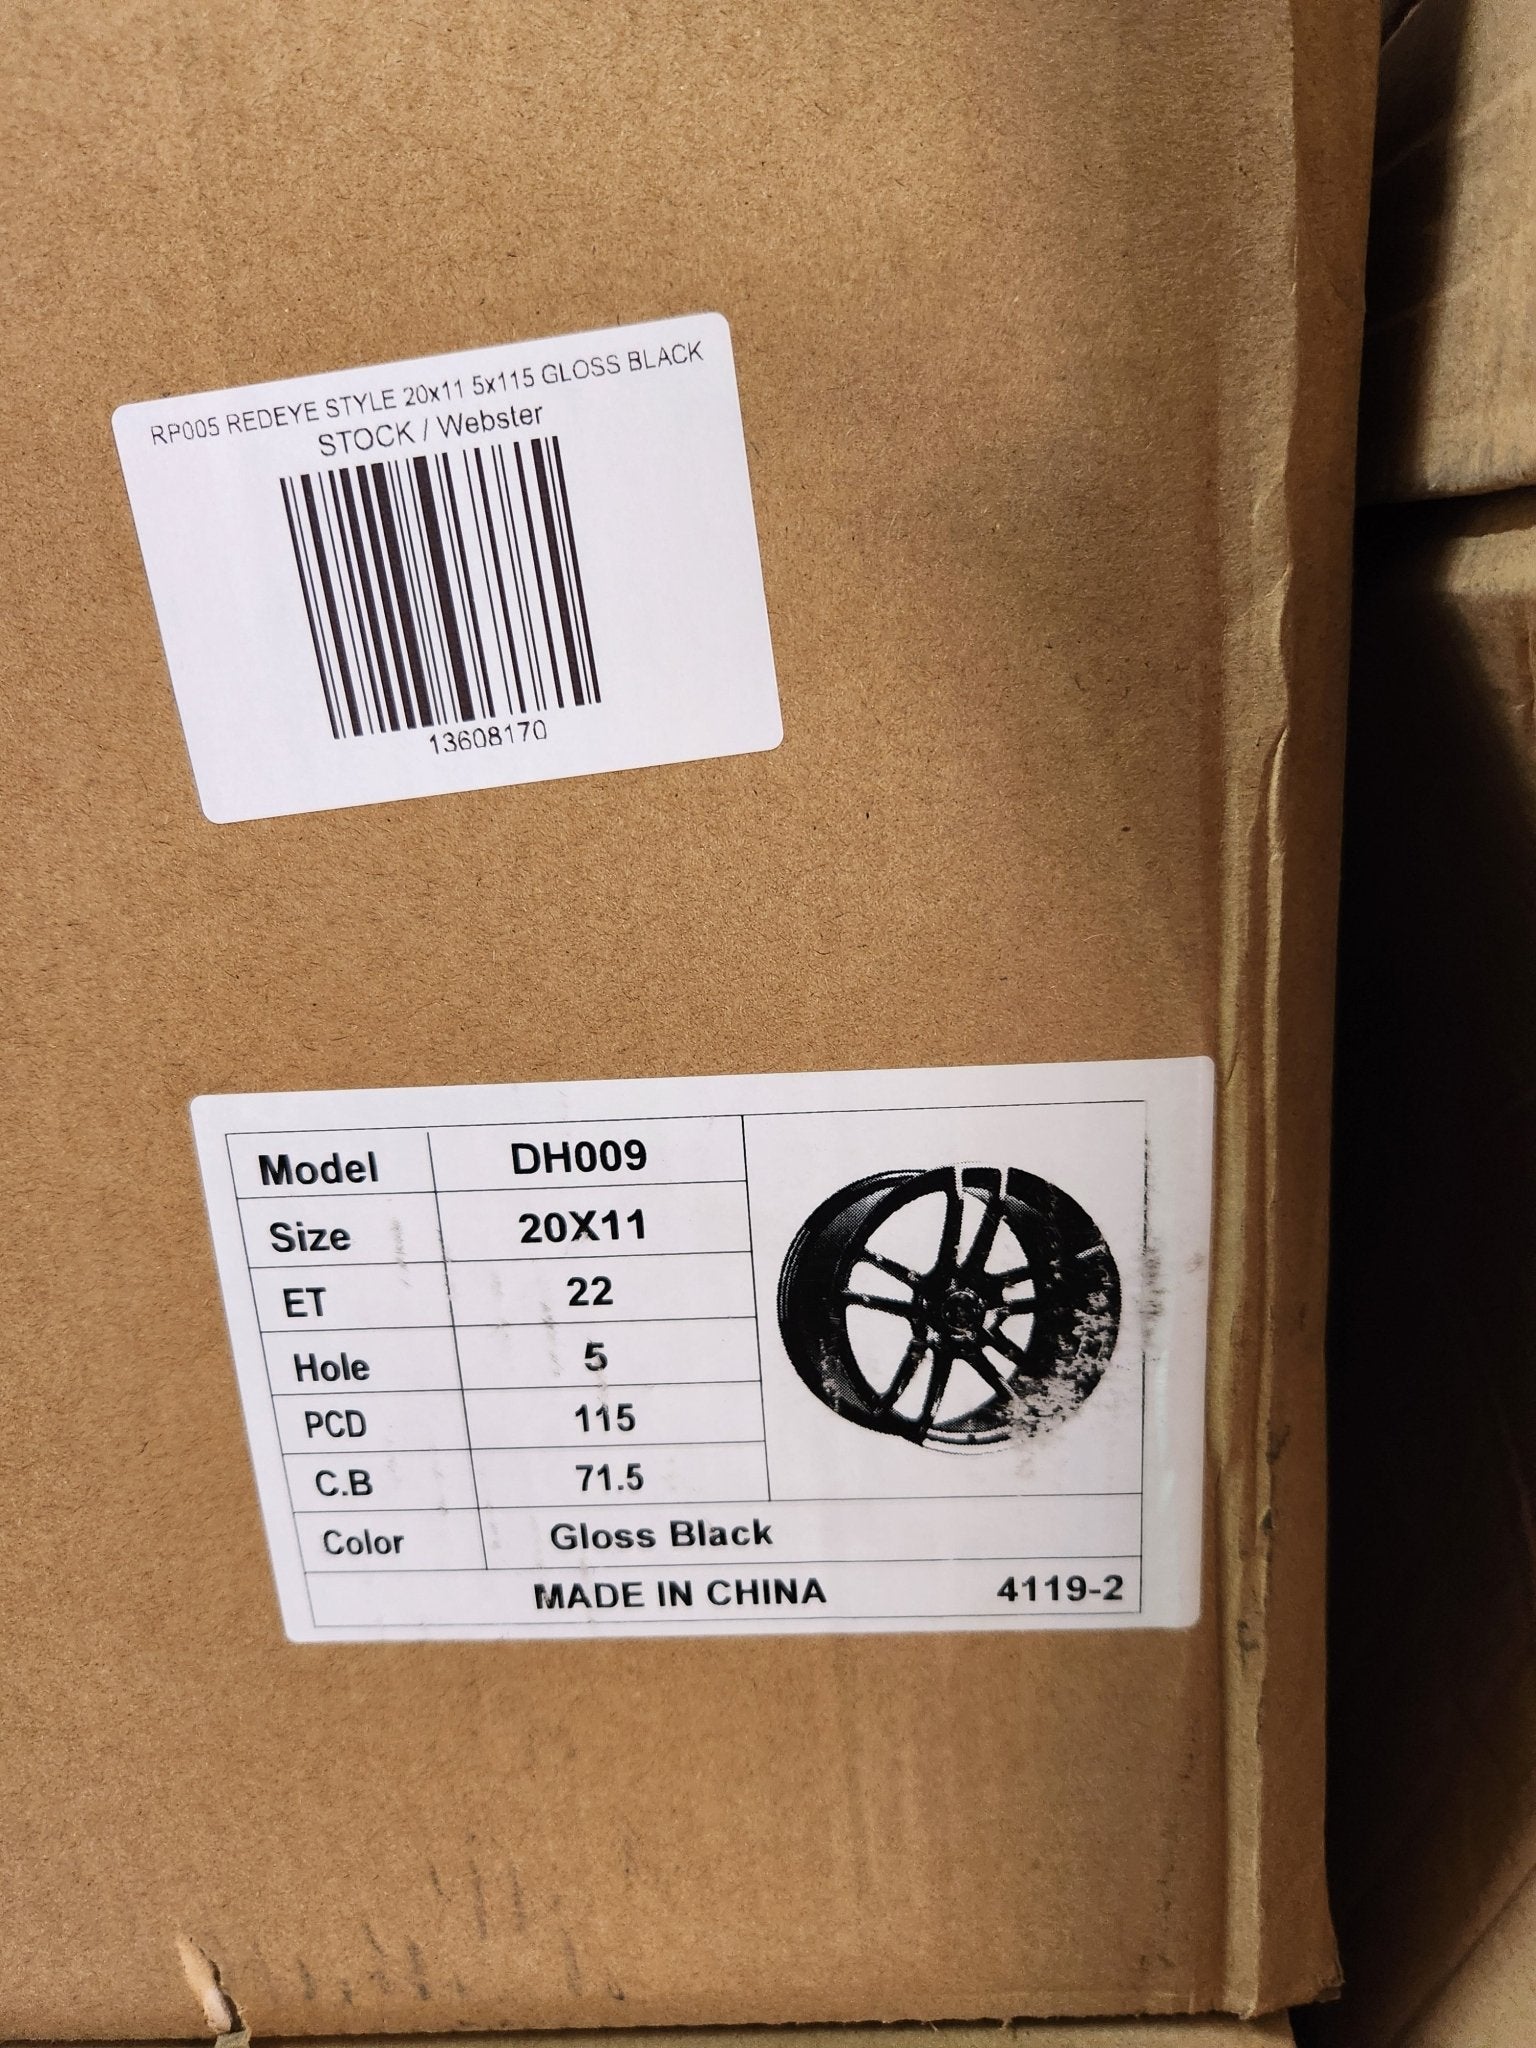 RP005 REDEYE STYLE 20x11 5x115 GLOSS BLACK
STOCK / Webster
13608170
Model DH009
Size 20X11
ET 22
Hole 5
PCD 115
C.B 71.5
Color Gloss Black
MADE IN CHINA 4119-2